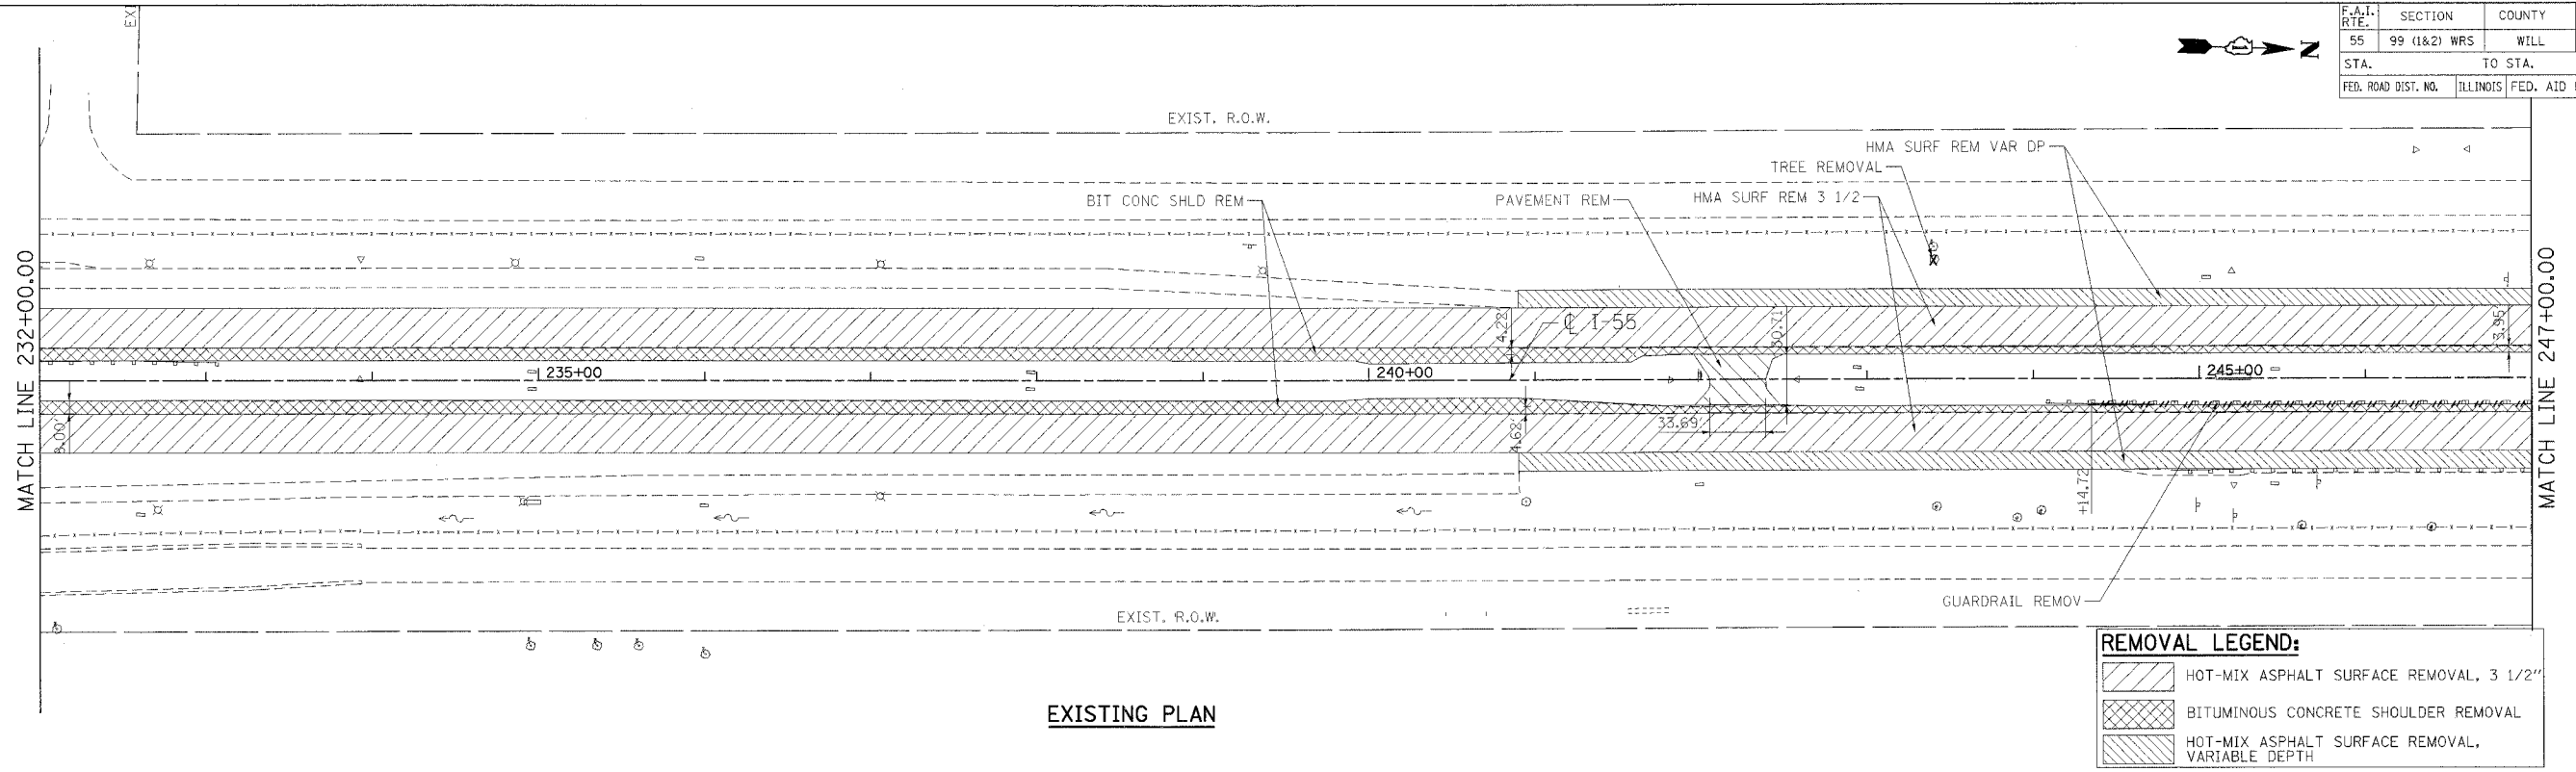 F.A.I. RTE. SECTION COUNTY
55 99 (1&2) WRS WILL
STA. TO STA.
FED. ROAD DIST. NO. ILLINOIS FED. AID
N
EXI
EXIST. R.O.W.
HMA SURF REM VAR DP
TREE REMOVAL
BIT CONC SHLD REM
PAVEMENT REM
HMA SURF REM 3 1/2
MATCH LINE 232+00.00
MATCH LINE 247+00.00
4.22
℄ I-55
30.71
3.95
235+00
240+00
245+00
8.00
4.62
33.69
+14.72
GUARDRAIL REMOV
EXIST. R.O.W.
REMOVAL LEGEND:
HOT-MIX ASPHALT SURFACE REMOVAL, 3 1/2"
BITUMINOUS CONCRETE SHOULDER REMOVAL
HOT-MIX ASPHALT SURFACE REMOVAL,
VARIABLE DEPTH
EXISTING PLAN